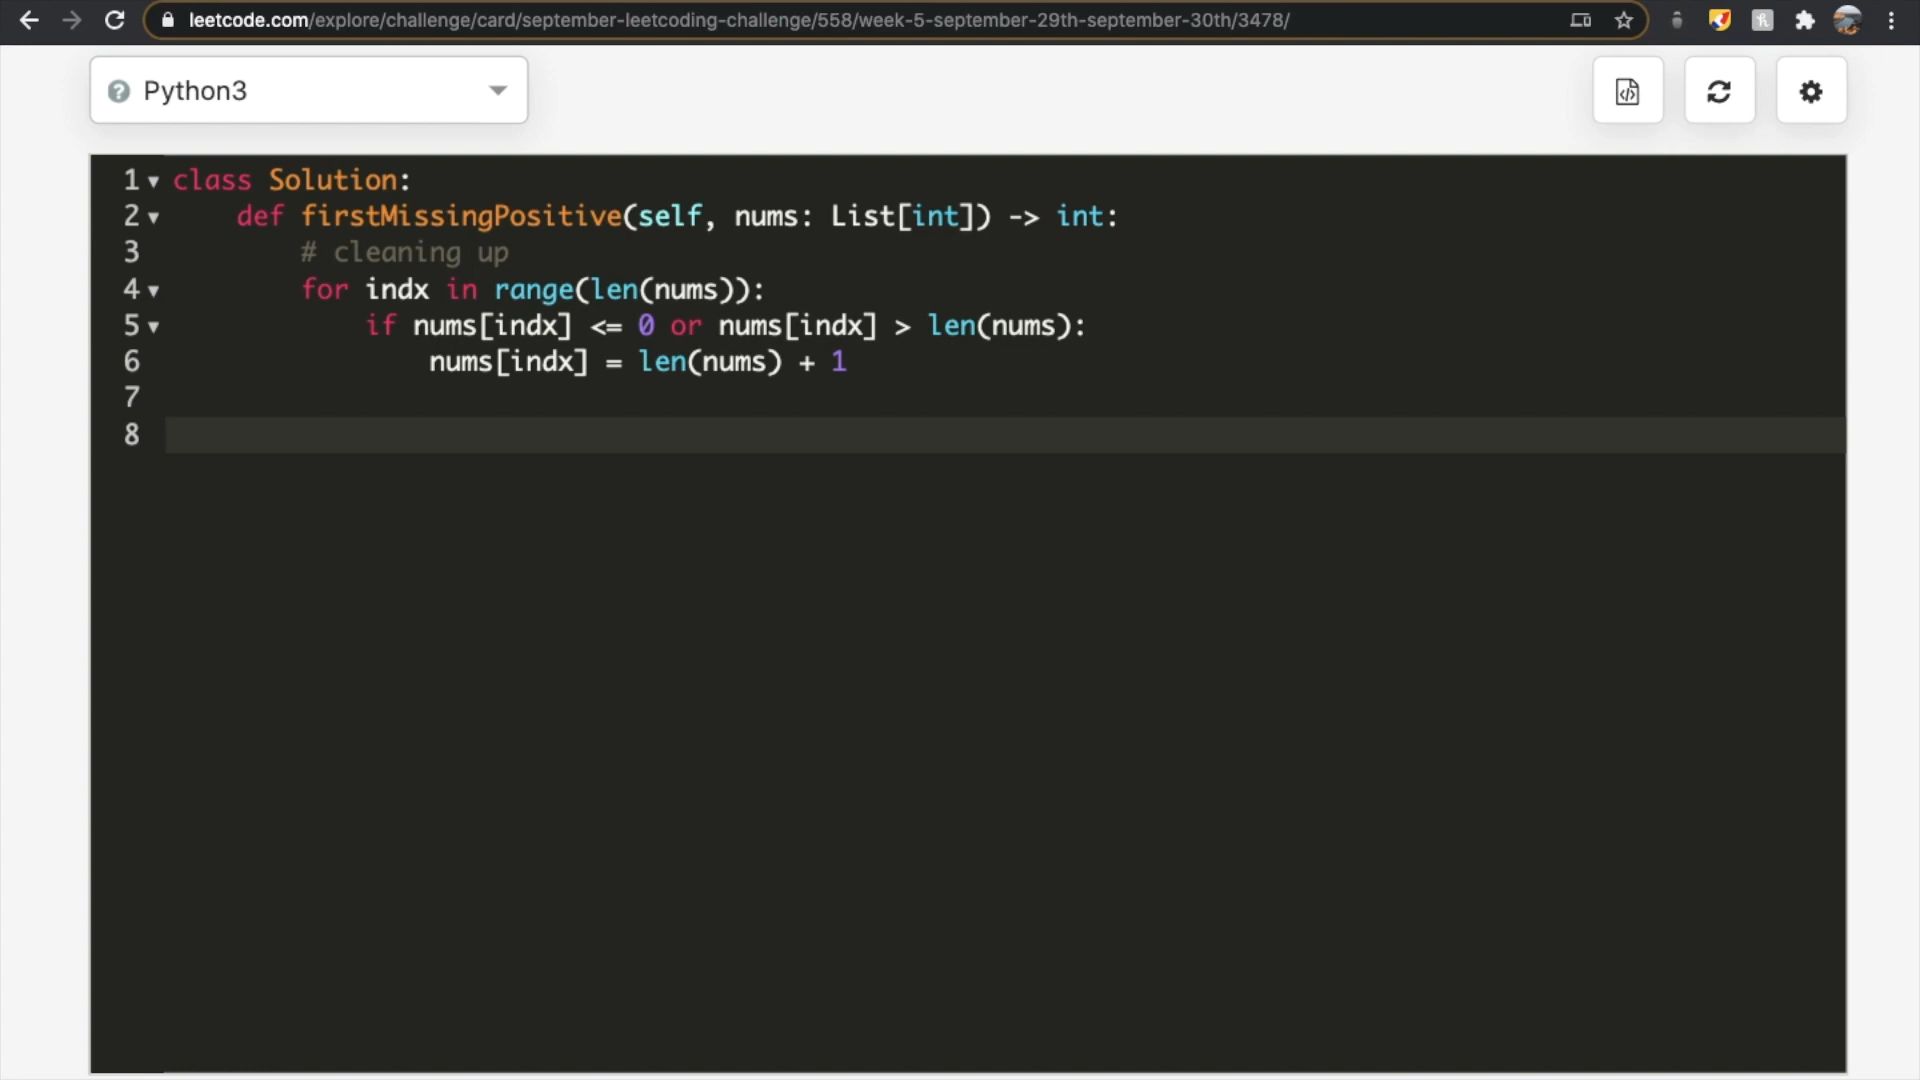 leetcode.com/explore/challenge/card/september-leetcoding-challenge/558/week-5-september-29th-september-30th/3478/
? Python3
1 class Solution:
2 def firstMissingPositive(self, nums: List[int]) -> int:
3 # cleaning up
4 for indx in range(len(nums)):
5 if nums[indx] <= 0 or nums[indx] > len(nums):
6 nums[indx] = len(nums) + 1
7
8